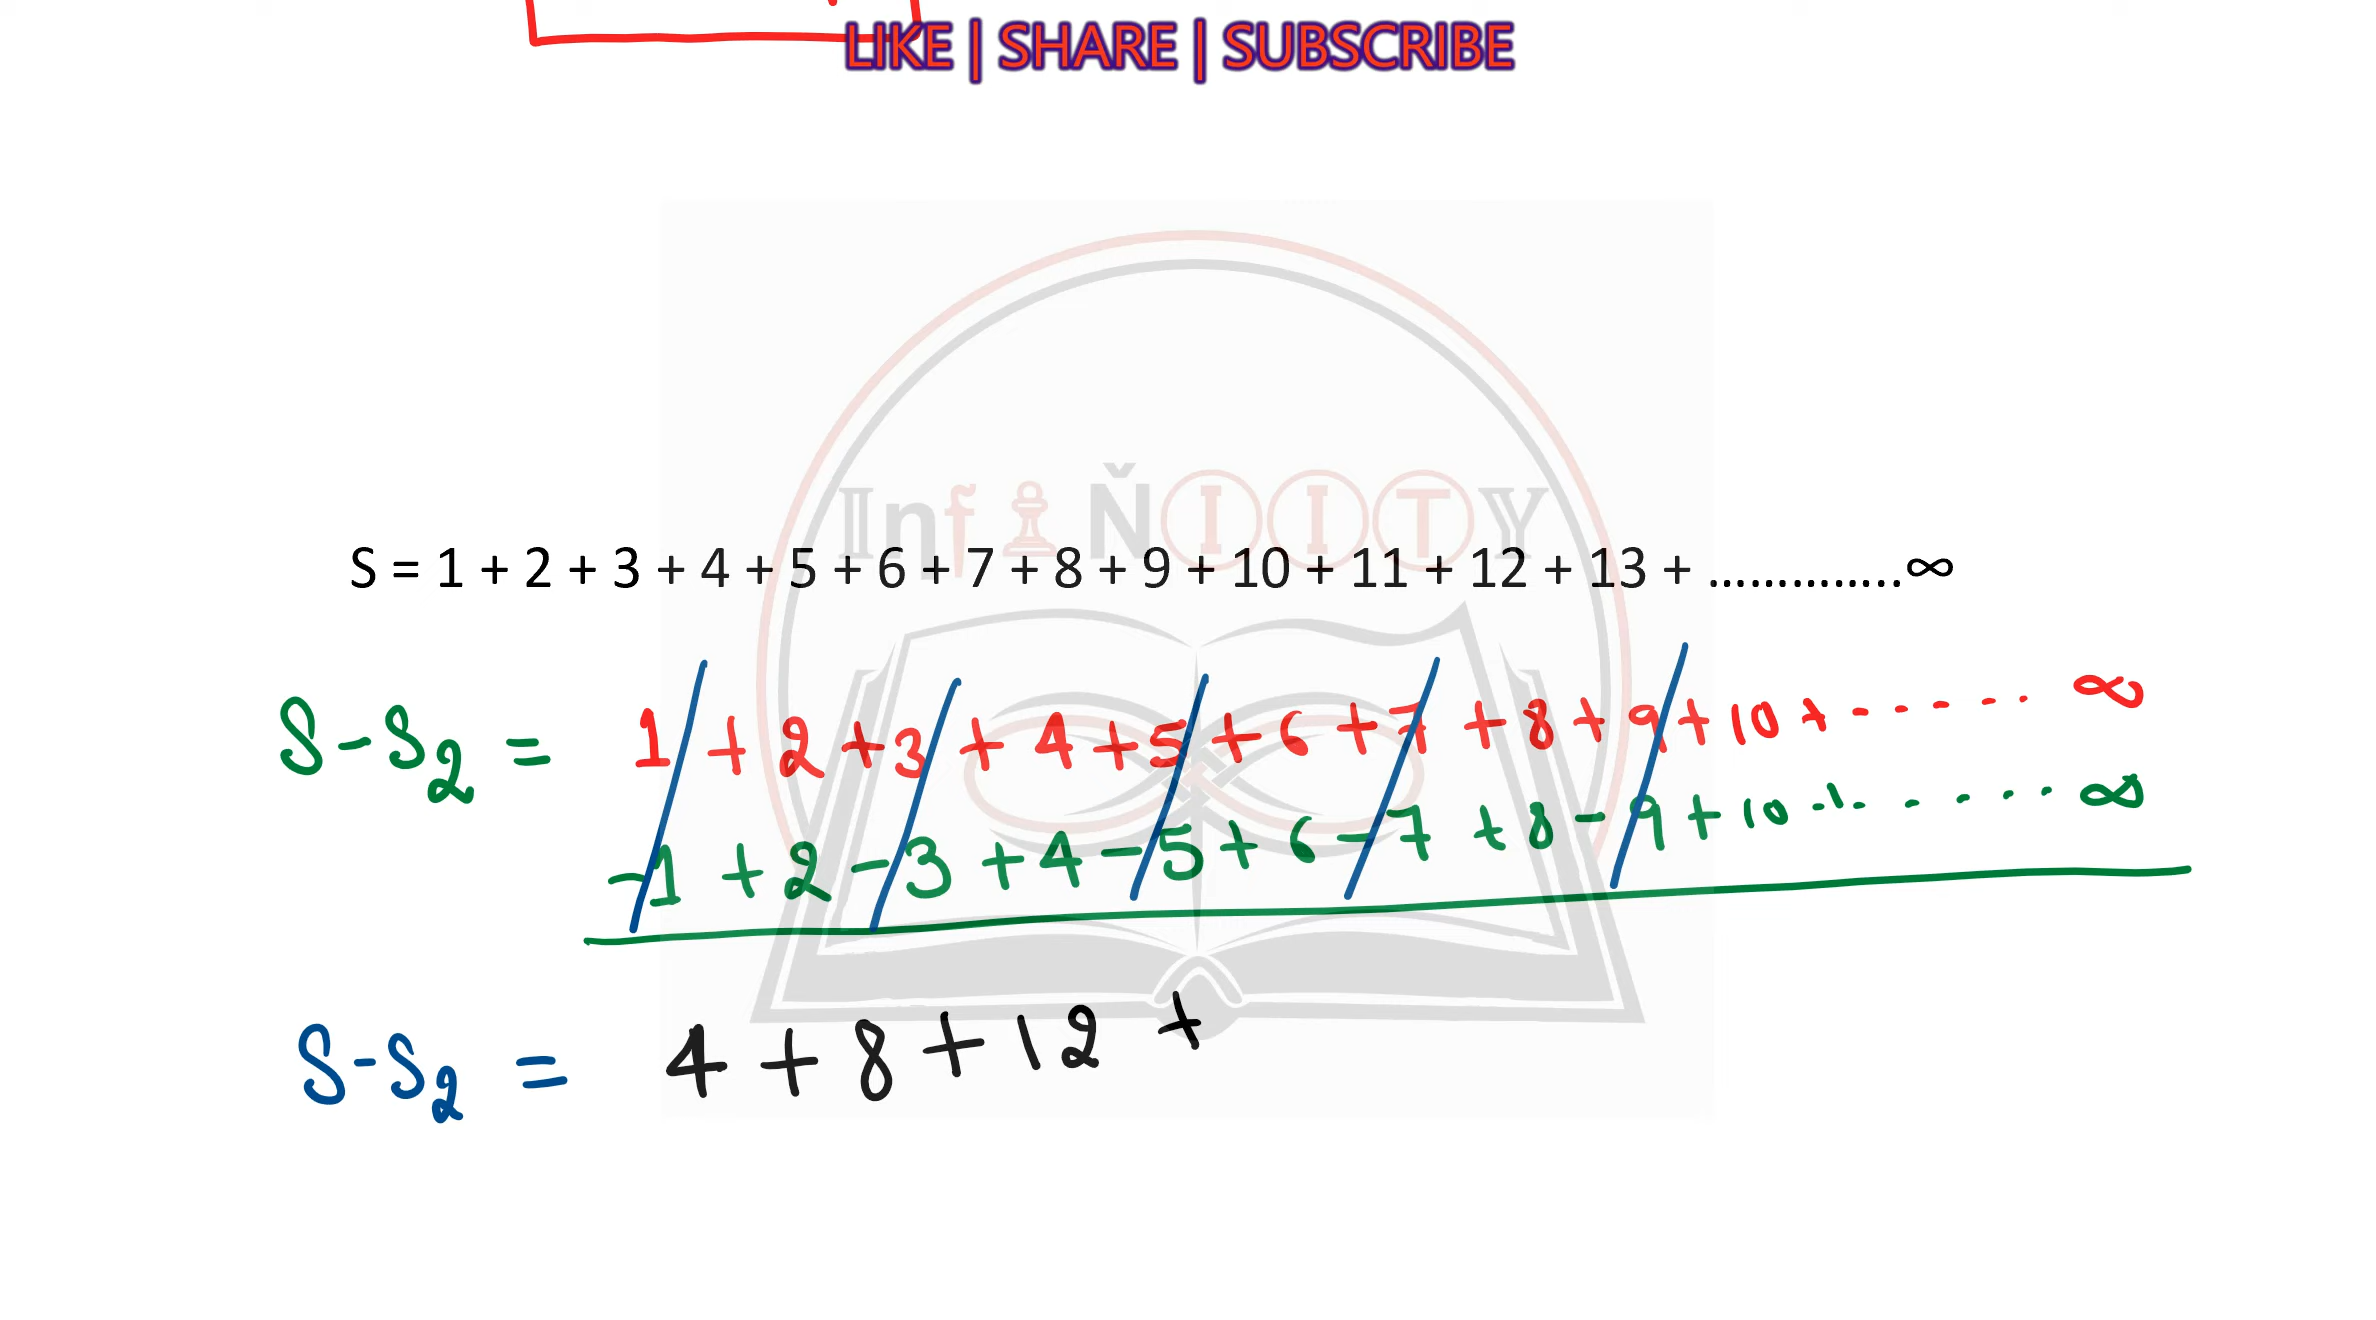 LIKE | SHARE | SUBSCRIBE
InfiŇIITY
S = 1 + 2 + 3 + 4 + 5 + 6 + 7 + 8 + 9 + 10 + 11 + 12 + 13 + ..............∞
S-S₂ = 1 + 2 + 3 + 4 + 5 + 6 + 7 + 8 + 9 + 10 + ...... ∞
-1 + 2 - 3 + 4 - 5 + 6 - 7 + 8 - 9 + 10 + ...... ∞
S-S₂ = 4 + 8 + 12 +